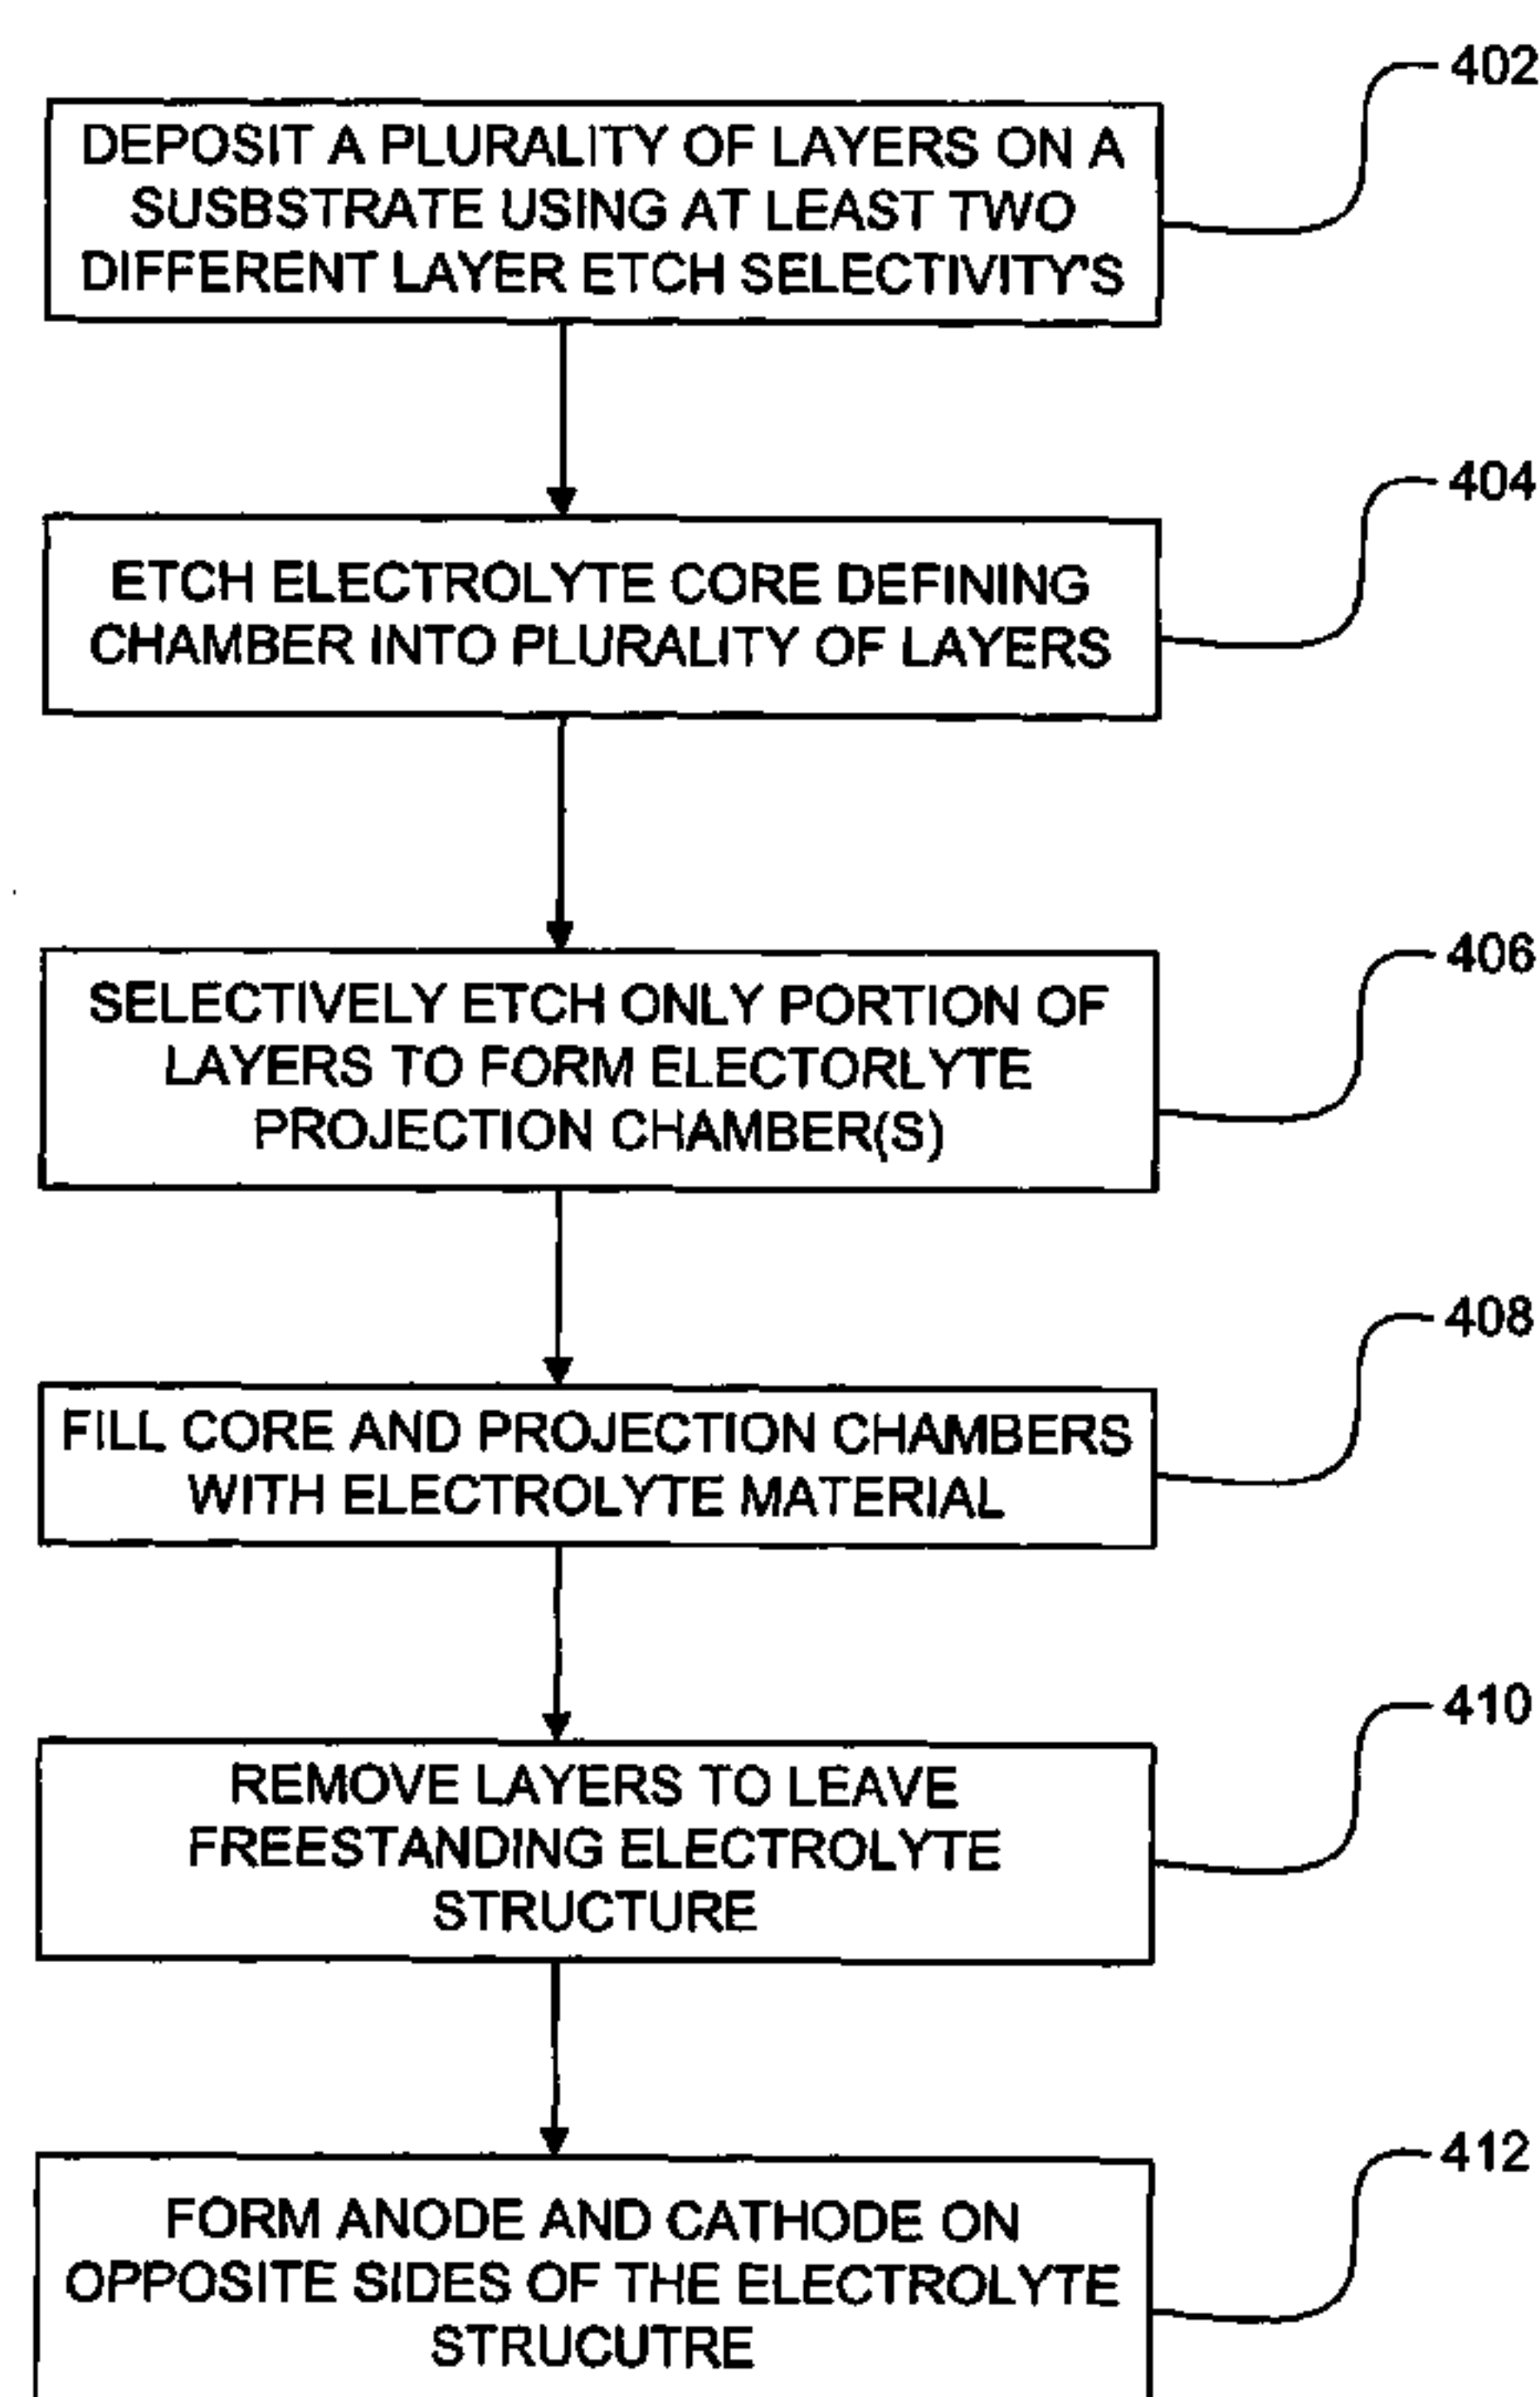 402
DEPOSIT A PLURALITY OF LAYERS ON A
SUSBSTRATE USING AT LEAST TWO
DIFFERENT LAYER ETCH SELECTIVITY'S
404
ETCH ELECTROLYTE CORE DEFINING
CHAMBER INTO PLURALITY OF LAYERS
406
SELECTIVELY ETCH ONLY PORTION OF
LAYERS TO FORM ELECTORLYTE
PROJECTION CHAMBER(S)
408
FILL CORE AND PROJECTION CHAMBERS
WITH ELECTROLYTE MATERIAL
410
REMOVE LAYERS TO LEAVE
FREESTANDING ELECTROLYTE
STRUCTURE
412
FORM ANODE AND CATHODE ON
OPPOSITE SIDES OF THE ELECTROLYTE
STRUCUTRE